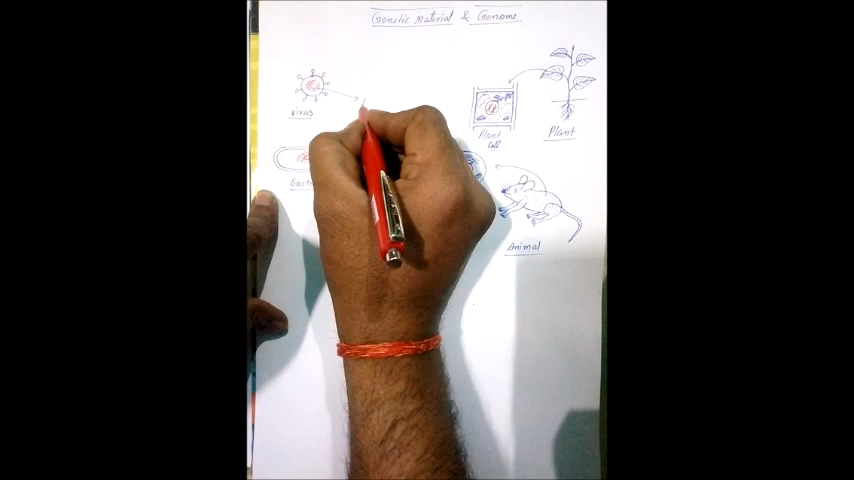 Genetic Material & Genome
Virus
Plant
Cell
Plant
Animal